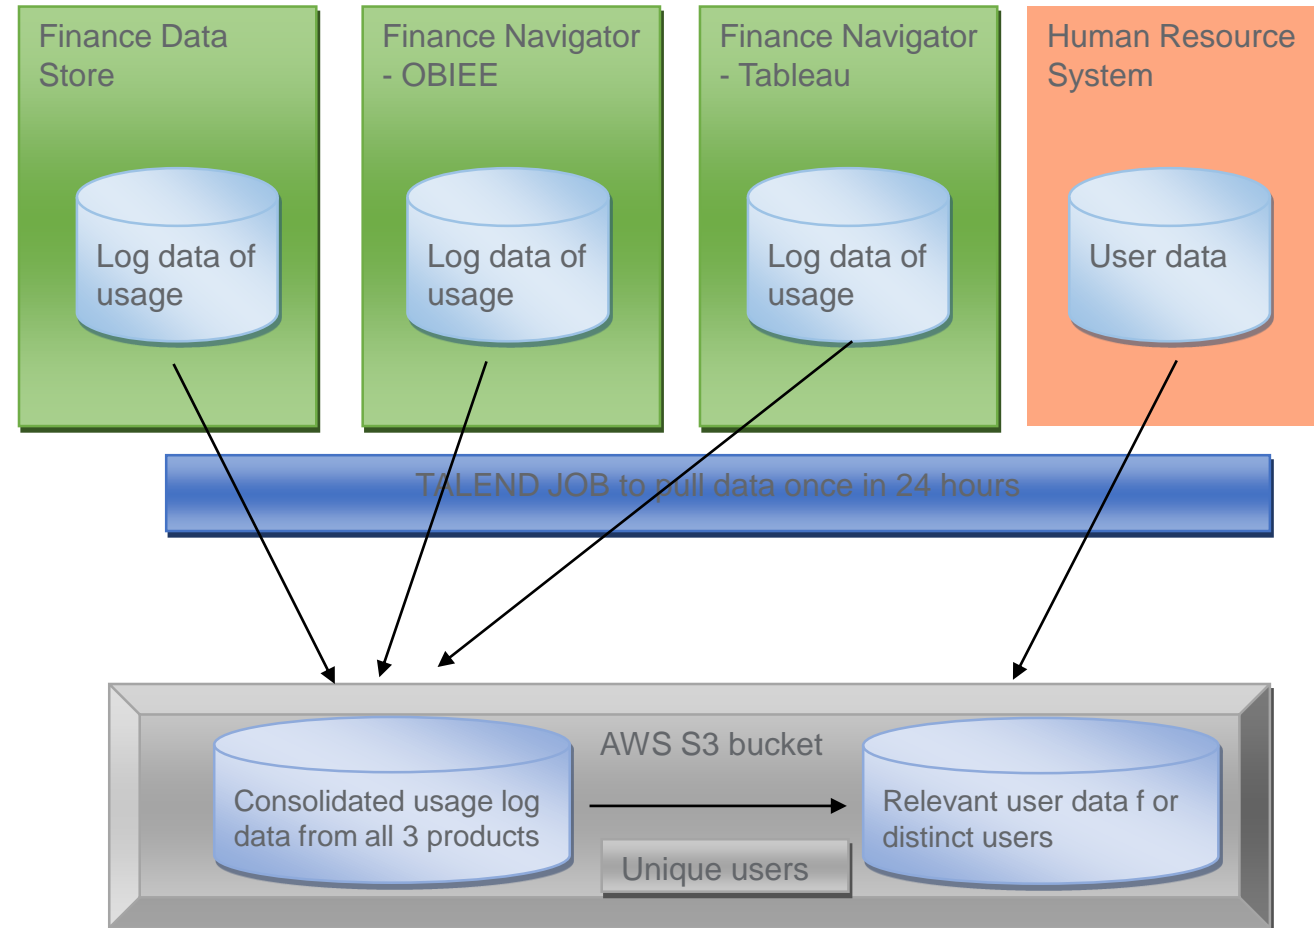 Finance Data
Store
Finance Navigator
- OBIEE
Finance Navigator
- Tableau
Human Resource
System
Log data of
usage
Log data of
usage
Log data of
usage
User data
TALEND JOB to pull data once in 24 hours
AWS S3 bucket
Consolidated usage log
data from all 3 products
Unique users
Relevant user data f or
distinct users